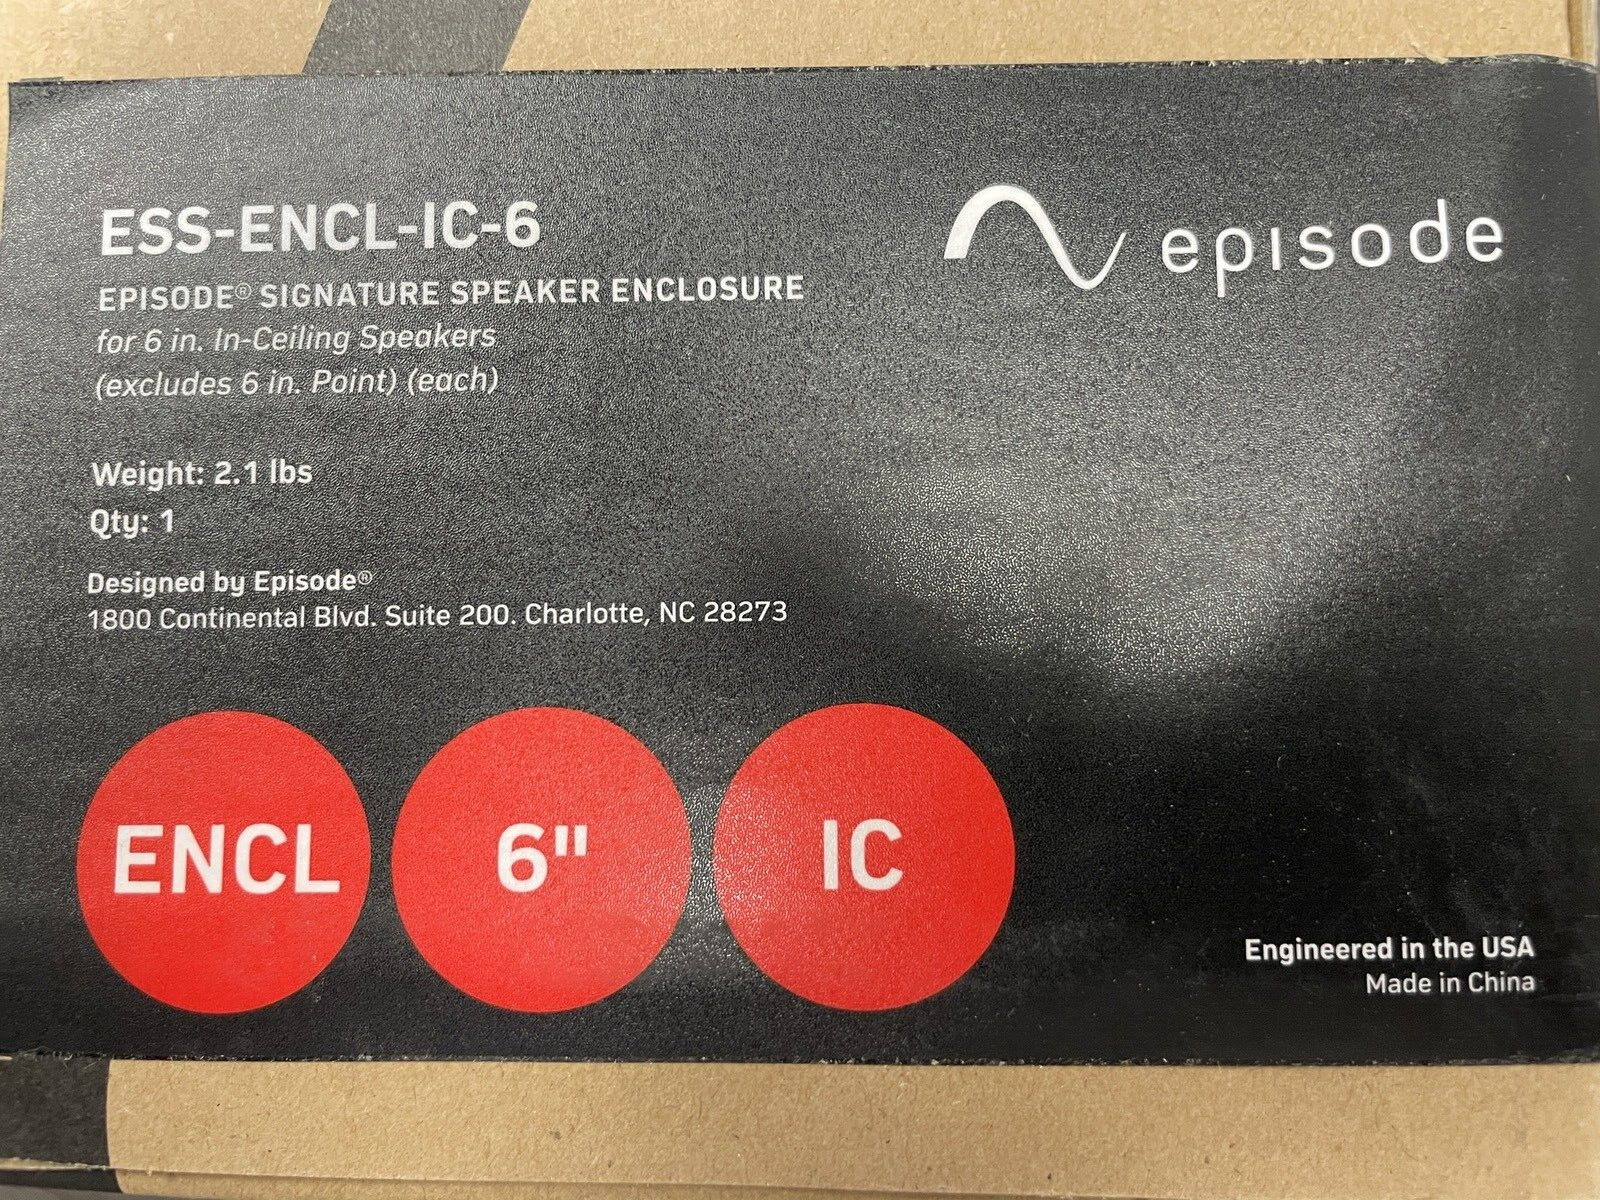 ESS-ENCL-IC-6
EPISODE® SIGNATURE SPEAKER ENCLOSURE
for 6 in. In-Ceiling Speakers
(excludes 6 in. Point) (each)
Weight: 2.1 lbs
Qty: 1
Designed by Episode®
1800 Continental Blvd. Suite 200. Charlotte, NC 28273
episode
ENCL
6"
IC
Engineered in the USA
Made in China